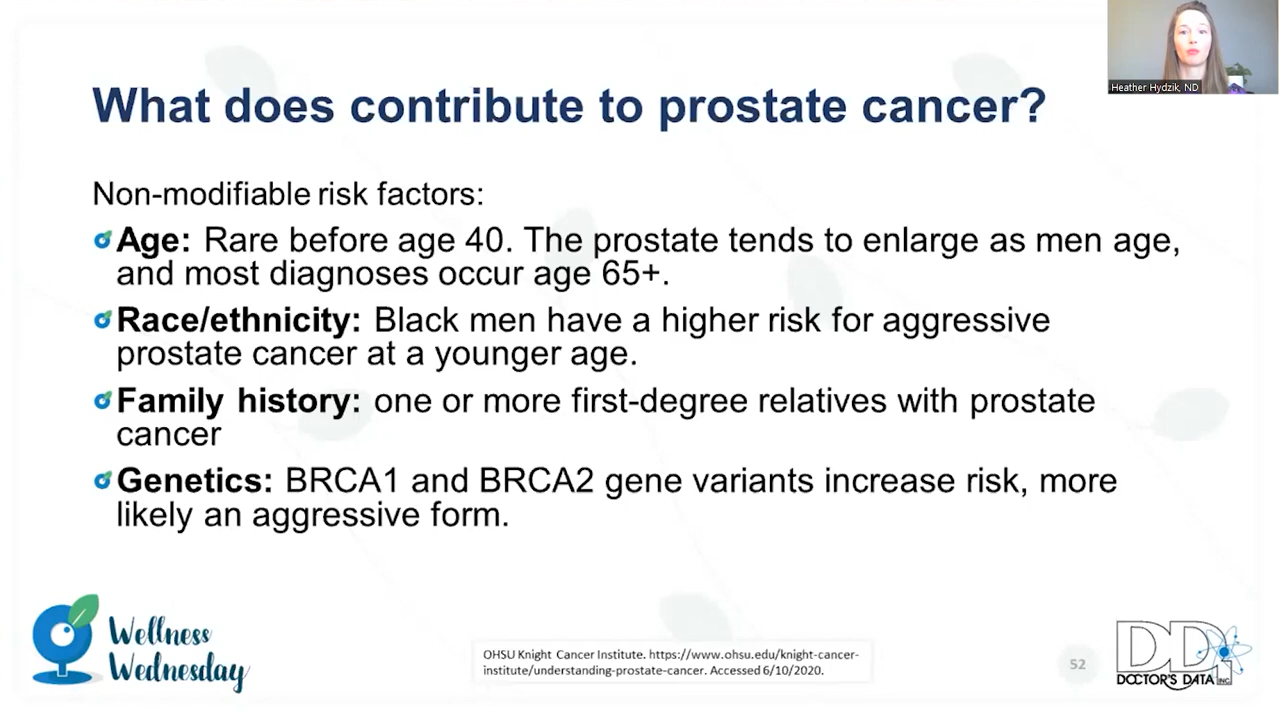 Heather Hydzik, ND
What does contribute to prostate cancer?
Non-modifiable risk factors:
Age: Rare before age 40. The prostate tends to enlarge as men age,
and most diagnoses occur age 65+.
Race/ethnicity: Black men have a higher risk for aggressive
prostate cancer at a younger age.
Family history: one or more first-degree relatives with prostate
cancer
Genetics: BRCA1 and BRCA2 gene variants increase risk, more
likely an aggressive form.
Wellness
Wednesday
OHSU Knight Cancer Institute. https://www.ohsu.edu/knight-cancer-
institute/understanding-prostate-cancer. Accessed 6/10/2020.
52
DDI
DOCTOR'S DATA INC.